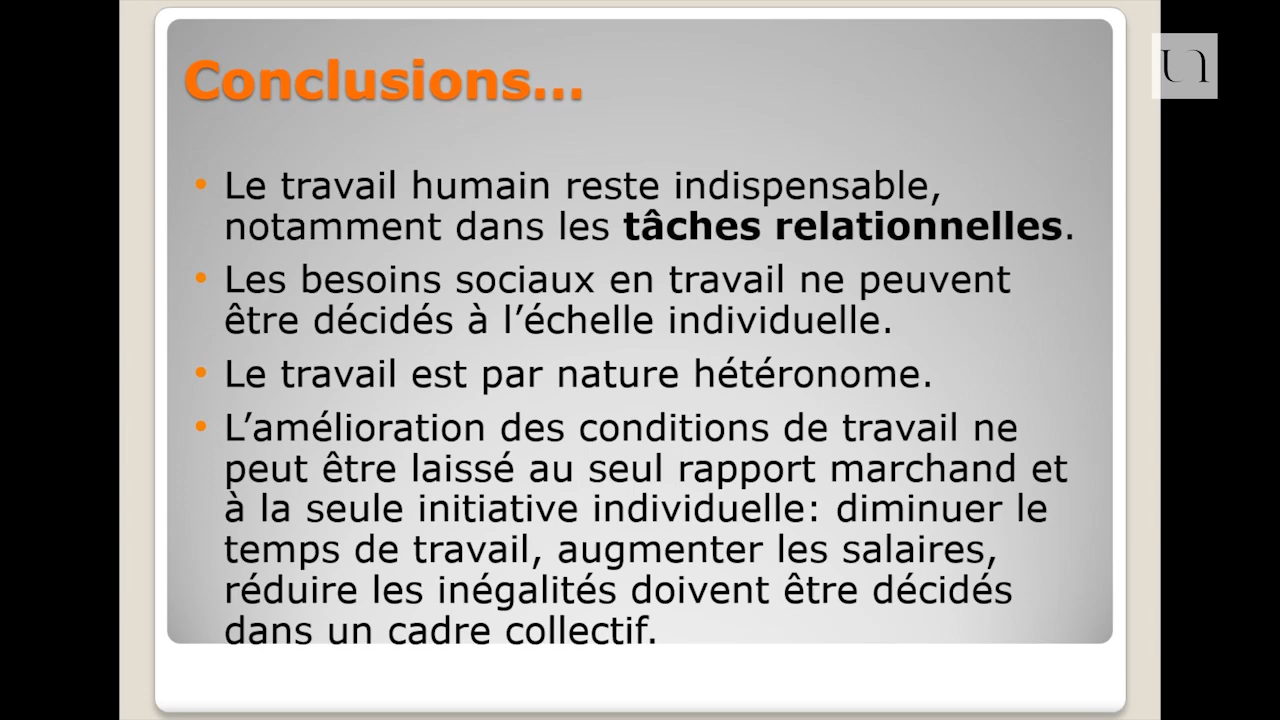 Conclusions...
• Le travail humain reste indispensable,
notamment dans les tâches relationnelles.
• Les besoins sociaux en travail ne peuvent
être décidés à l’échelle individuelle.
• Le travail est par nature hétéronome.
• L’amélioration des conditions de travail ne
peut être laissé au seul rapport marchand et
à la seule initiative individuelle: diminuer le
temps de travail, augmenter les salaires,
réduire les inégalités doivent être décidés
dans un cadre collectif.